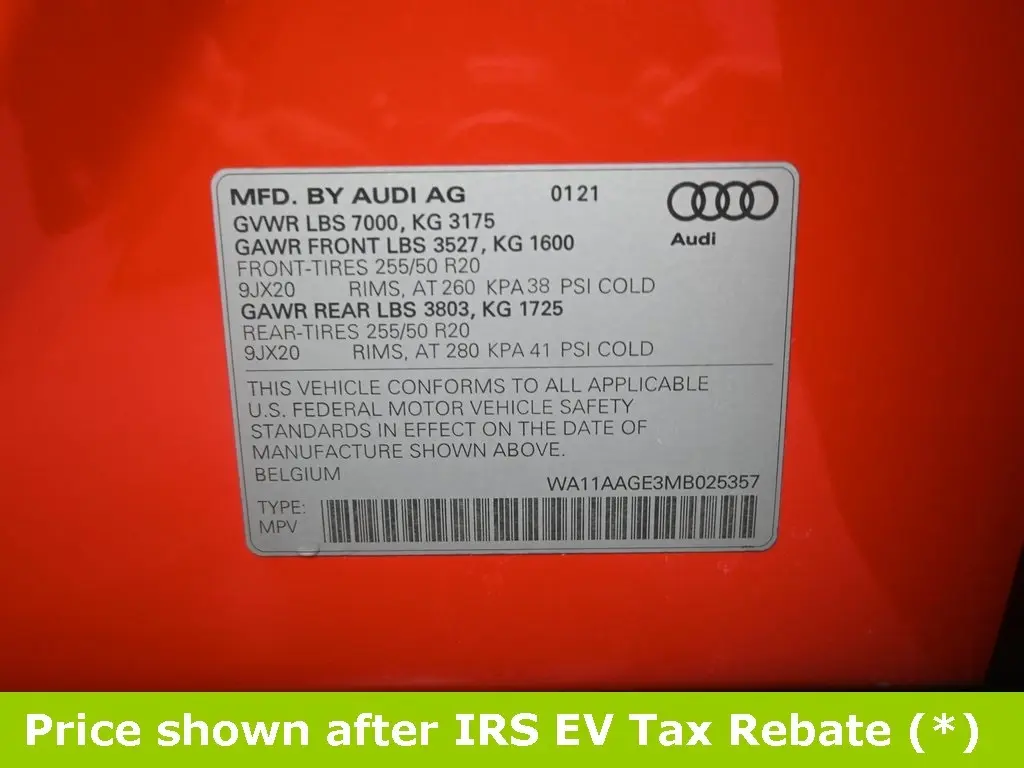 MFD. BY AUDI AG 0121
GVWR LBS 7000, KG 3175
GAWR FRONT LBS 3527, KG 1600
Audi
FRONT-TIRES 255/50 R20
9JX20 RIMS, AT 260 KPA 38 PSI COLD
GAWR REAR LBS 3803, KG 1725
REAR-TIRES 255/50 R20
9JX20 RIMS, AT 280 KPA 41 PSI COLD
THIS VEHICLE CONFORMS TO ALL APPLICABLE
U.S. FEDERAL MOTOR VEHICLE SAFETY
STANDARDS IN EFFECT ON THE DATE OF
MANUFACTURE SHOWN ABOVE.
BELGIUM
WA11AAGE3MB025357
TYPE:
MPV
Price shown after IRS EV Tax Rebate (*)